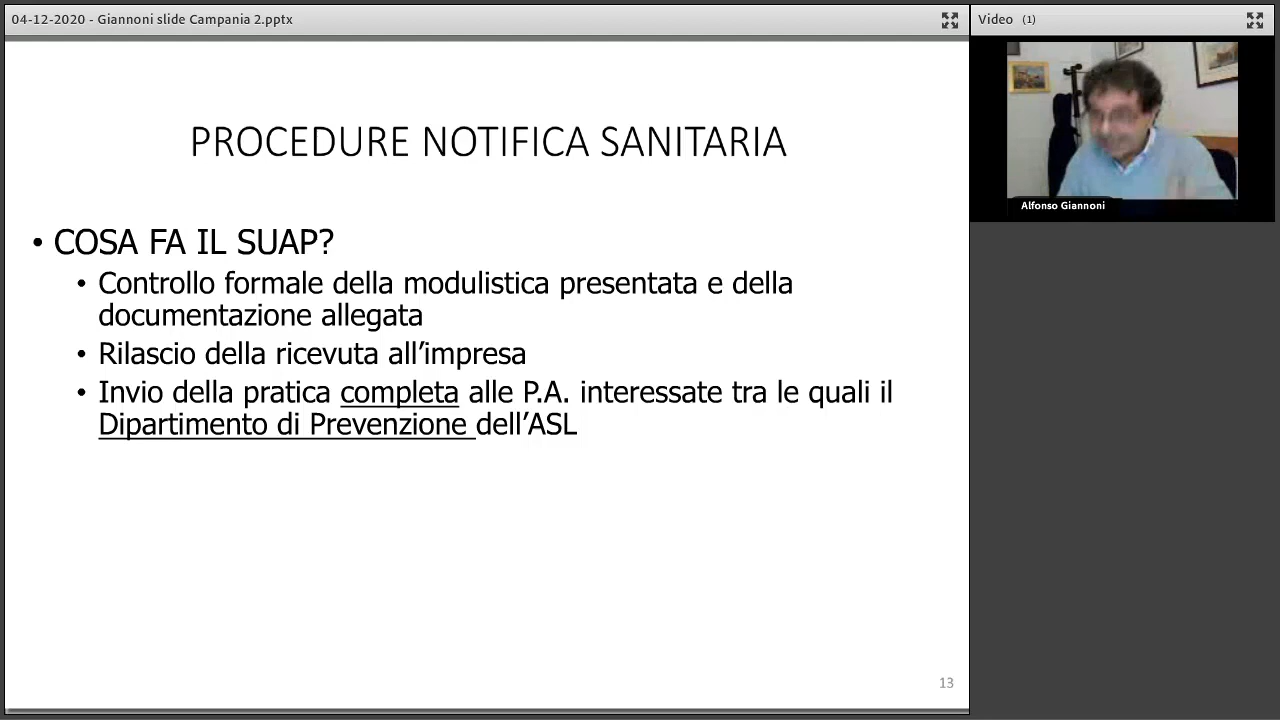 04-12-2020 - Giannoni slide Campania 2.pptx
Video (1)
Alfonso Giannoni
PROCEDURE NOTIFICA SANITARIA
• COSA FA IL SUAP?
• Controllo formale della modulistica presentata e della
documentazione allegata
• Rilascio della ricevuta all’impresa
• Invio della pratica completa alle P.A. interessate tra le quali il
Dipartimento di Prevenzione dell’ASL
13